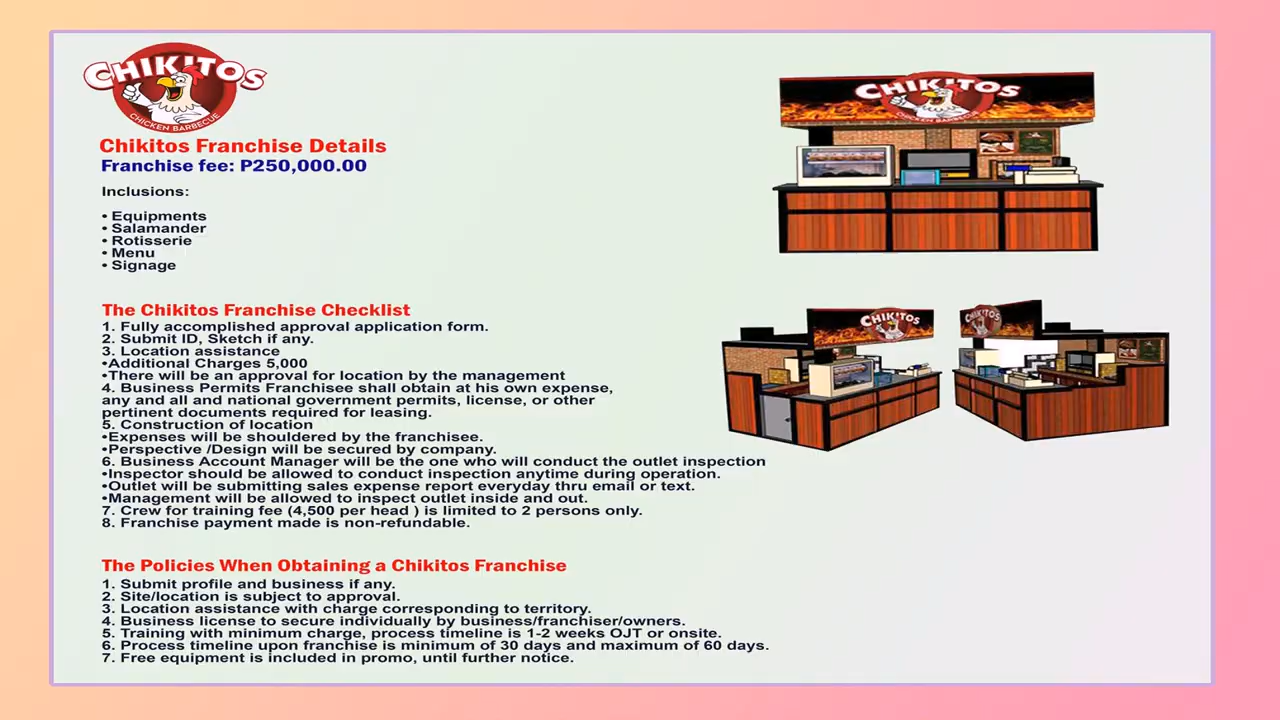 CHIKITOS
CHICKEN BARBECUE
Chikitos Franchise Details
Franchise fee: P250,000.00
Inclusions:
• Equipments
• Salamander
• Rotisserie
• Menu
• Signage
The Chikitos Franchise Checklist
1. Fully accomplished approval application form.
2. Submit ID, Sketch if any.
3. Location assistance
•Additional Charges 5,000
•There will be an approval for location by the management
4. Business Permits Franchisee shall obtain at his own expense,
any and all and national government permits, license, or other
pertinent documents required for leasing.
5. Construction of location
•Expenses will be shouldered by the franchisee.
•Perspective /Design will be secured by company.
6. Business Account Manager will be the one who will conduct the outlet inspection
•Inspector should be allowed to conduct inspection anytime during operation.
•Outlet will be submitting sales expense report everyday thru email or text.
•Management will be allowed to inspect outlet inside and out.
7. Crew for training fee (4,500 per head ) is limited to 2 persons only.
8. Franchise payment made is non-refundable.
The Policies When Obtaining a Chikitos Franchise
1. Submit profile and business if any.
2. Site/location is subject to approval.
3. Location assistance with charge corresponding to territory.
4. Business license to secure individually by business/franchiser/owners.
5. Training with minimum charge, process timeline is 1-2 weeks OJT or onsite.
6. Process timeline upon franchise is minimum of 30 days and maximum of 60 days.
7. Free equipment is included in promo, until further notice.
CHIKITOS
CHIKITOS
CHIKITOS